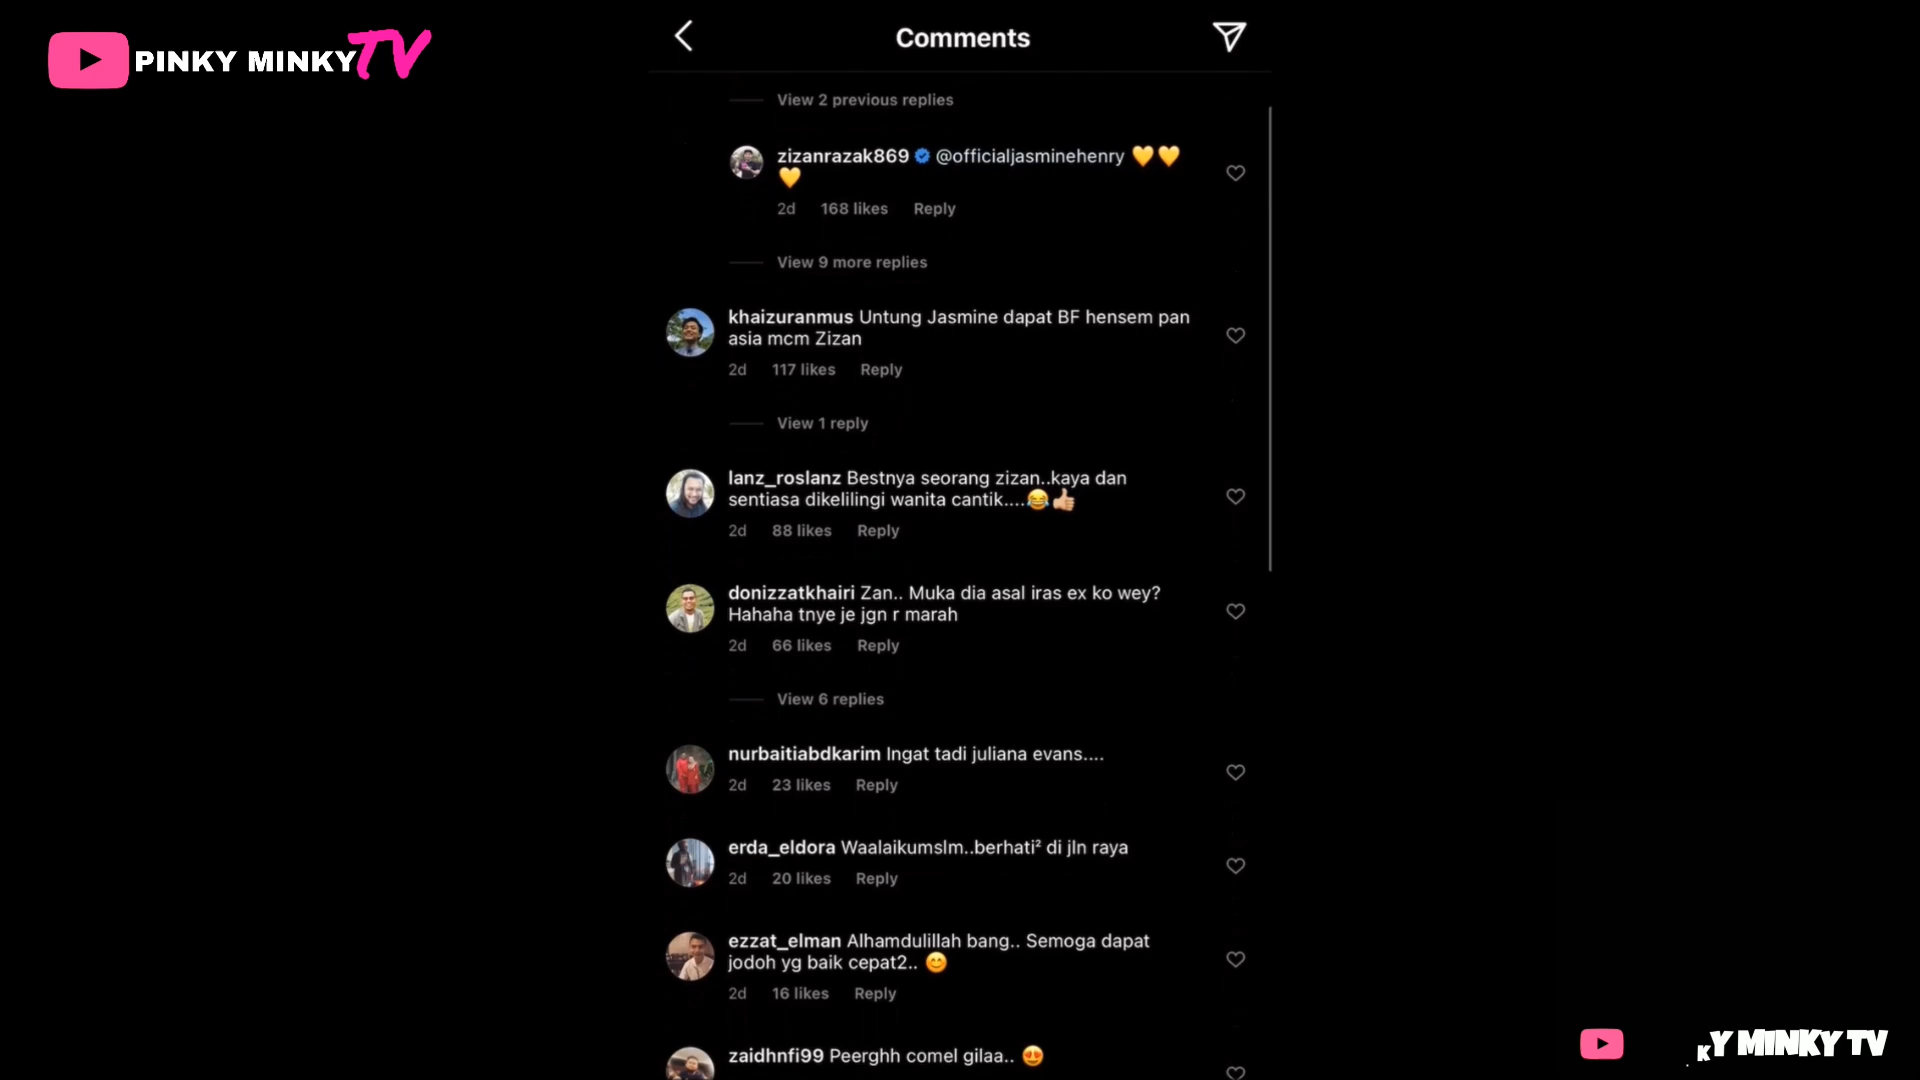 PINKY MINKY TV
Comments
View 2 previous replies
zizanrazak869 @officialjasminehenry 💛💛
💛
2d 168 likes Reply
View 9 more replies
khaizuranmus Untung Jasmine dapat BF hensem pan
asia mcm Zizan
2d 117 likes Reply
View 1 reply
lanz_roslanz Bestnya seorang zizan..kaya dan
sentiasa dikelilingi wanita cantik....😂👍🏼
2d 88 likes Reply
donizzatkhairi Zan.. Muka dia asal iras ex ko wey?
Hahaha tnye je jgn r marah
2d 66 likes Reply
View 6 replies
nurbaitiabdkarim Ingat tadi juliana evans....
2d 23 likes Reply
erda_eldora Waalaikumslm..berhati² di jln raya
2d 20 likes Reply
ezzat_elman Alhamdulillah bang.. Semoga dapat
jodoh yg baik cepat2.. 😊
2d 16 likes Reply
zaidhnfi99 Peerghh comel gilaa.. 😍
KY MINKY TV